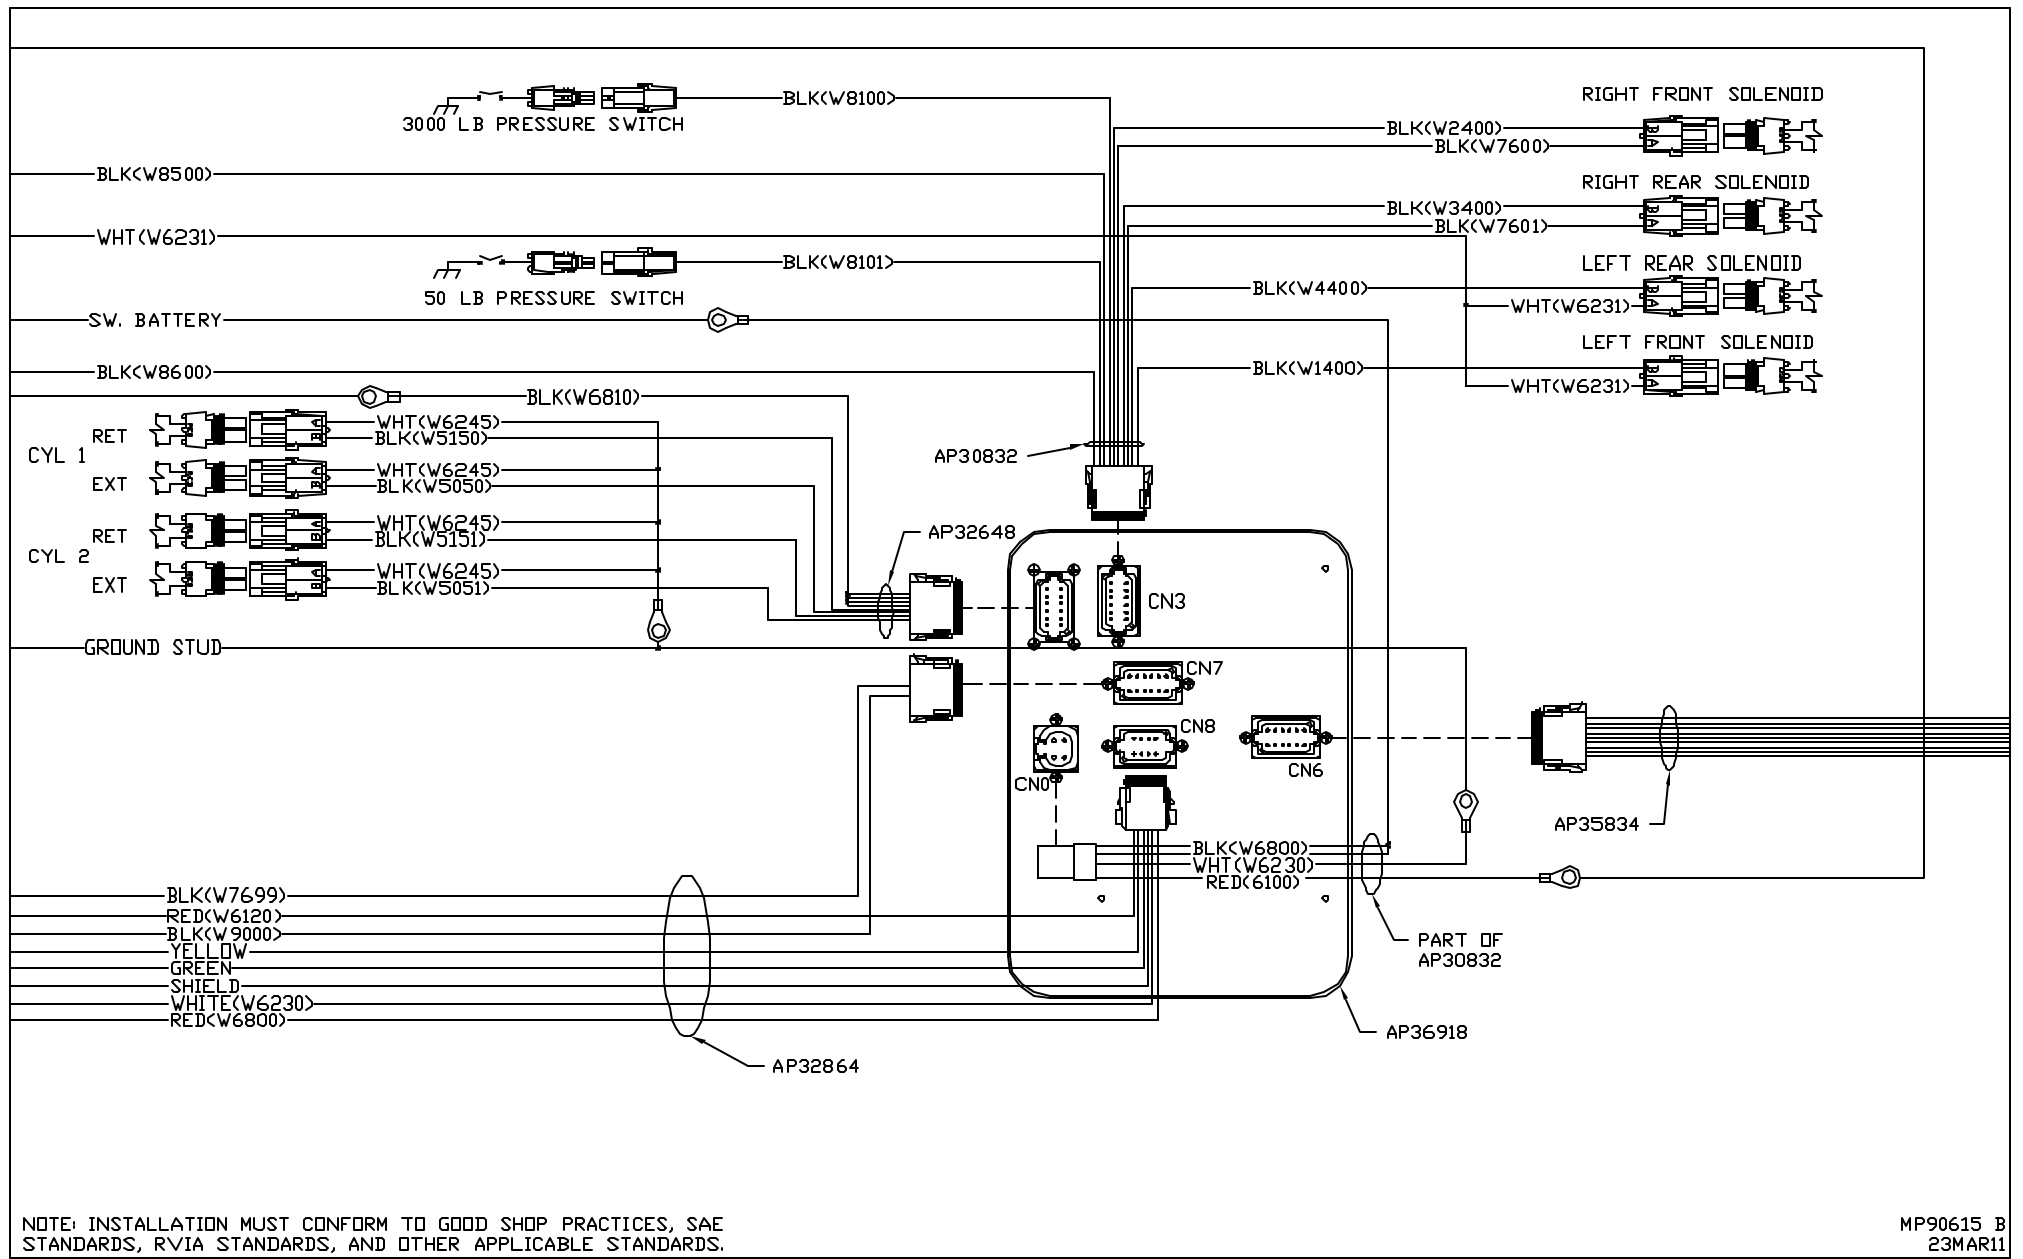 BLK(W8100)
3000 LB PRESSURE SWITCH
RIGHT FRONT SOLENOID
BLK(W2400)
B
A
BLK(W7600)
BLK(W8500)
RIGHT REAR SOLENOID
BLK(W3400)
B
A
BLK(W7601)
WHT(W6231)
BLK(W8101)
50 LB PRESSURE SWITCH
LEFT REAR SOLENOID
BLK(W4400)
B
A
WHT(W6231)
SW. BATTERY
LEFT FRONT SOLENOID
BLK(W1400)
B
A
WHT(W6231)
BLK(W8600)
BLK(W6810)
CYL 1
RET
A
B
WHT(W6245)
BLK(W5150)
EXT
A
B
WHT(W6245)
BLK(W5050)
CYL 2
RET
A
B
WHT(W6245)
BLK(W5151)
EXT
A
B
WHT(W6245)
BLK(W5051)
AP30832
AP32648
CN3
GROUND STUD
CN7
CN8
CN6
CN0
AP35834
BLK(W6800)
WHT(W6230)
RED(6100)
PART OF
AP30832
AP36918
BLK(W7699)
RED(W6120)
BLK(W9000)
YELLOW
GREEN
SHIELD
WHITE(W6230)
RED(W6800)
AP32864
NOTE: INSTALLATION MUST CONFORM TO GOOD SHOP PRACTICES, SAE
STANDARDS, RVIA STANDARDS, AND OTHER APPLICABLE STANDARDS.
MP90615 B
23MAR11